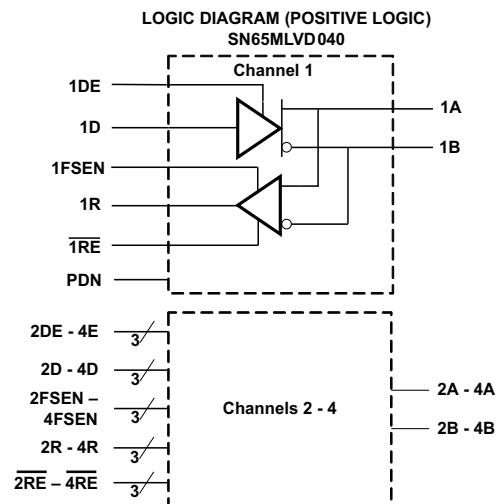 LOGIC DIAGRAM (POSITIVE LOGIC)
SN65MLVD040
Channel 1
1DE
1D
1FSEN
1R
1RE
PDN
1A
1B
2DE - 4E
3
2D - 4D
3
2FSEN –
4FSEN
3
2R - 4R
3
2RE – 4RE
3
Channels 2 - 4
2A - 4A
2B - 4B